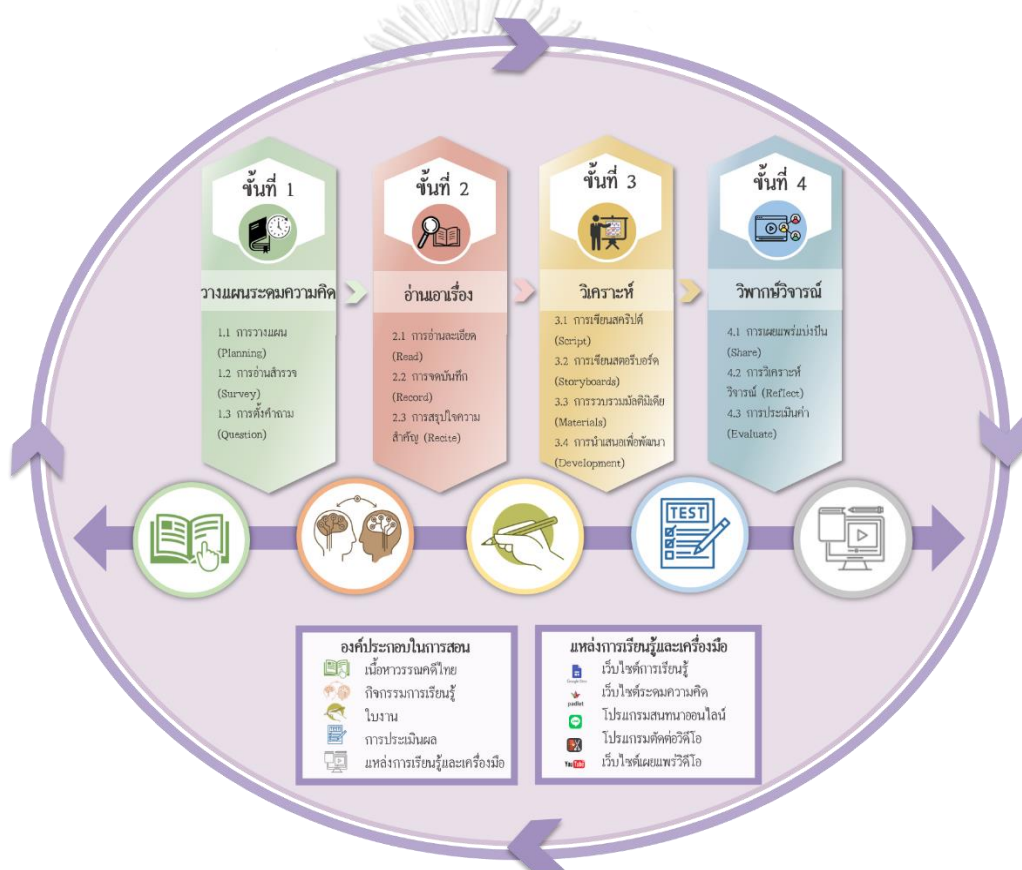 ขั้นที่ 1
วางแผนระดมความคิด
1.1 การวางแผน
(Planning)
1.2 การอ่านสำรวจ
(Survey)
1.3 การตั้งคำถาม
(Question)
ขั้นที่ 2
อ่านเอาเรื่อง
2.1 การอ่านละเอียด
(Read)
2.2 การจดบันทึก
(Record)
2.3 การสรุปใจความ
สำคัญ (Recite)
ขั้นที่ 3
วิเคราะห์
3.1 การเขียนสคริปต์
(Script)
3.2 การเขียนสตอรีบอร์ด
(Storyboards)
3.3 การรวบรวมมัลติมีเดีย
(Materials)
3.4 การนำเสนอเพื่อพัฒนา
(Development)
ขั้นที่ 4
วิพากษ์วิจารณ์
4.1 การเผยแพร่แบ่งปัน
(Share)
4.2 การวิเคราะห์
วิจารณ์ (Reflect)
4.3 การประเมินค่า
(Evaluate)
TEST
องค์ประกอบในการสอน
เนื้อหาวรรณคดีไทย
กิจกรรมการเรียนรู้
ใบงาน
TEST
การประเมินผล
แหล่งการเรียนรู้และเครื่องมือ
แหล่งการเรียนรู้และเครื่องมือ
เว็บไซต์การเรียนรู้
เว็บไซต์ระดมความคิด
padlet
โปรแกรมสนทนาออนไลน์
โปรแกรมตัดต่อวิดีโอ
YouTube
เว็บไซต์เผยแพร่วิดีโอ